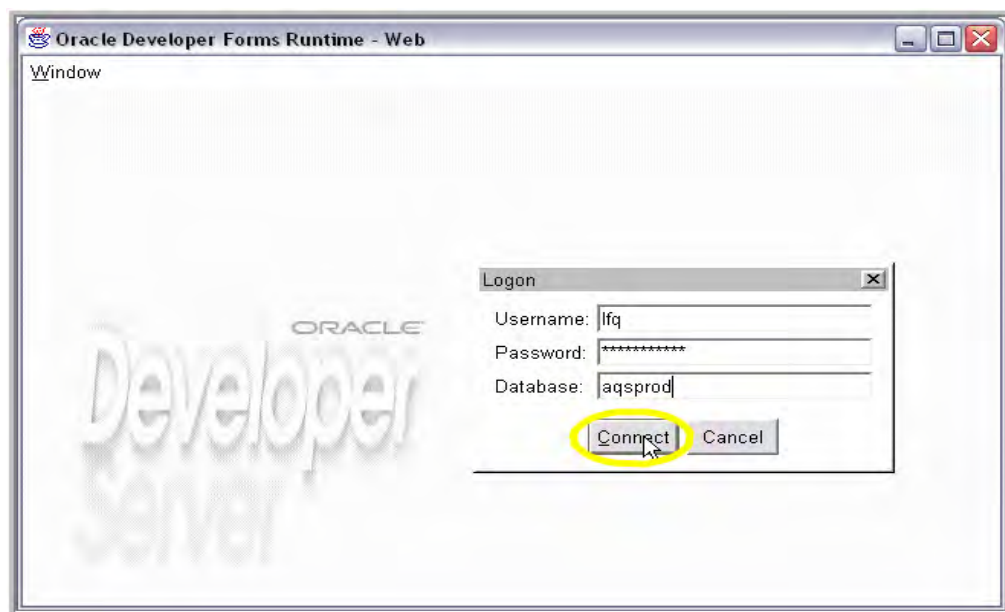 Oracle Developer Forms Runtime - Web
Window
Logon
Username: lfq
Password: ***********
Database: aqsprod
Connect Cancel
ORACLE
Developer
Server